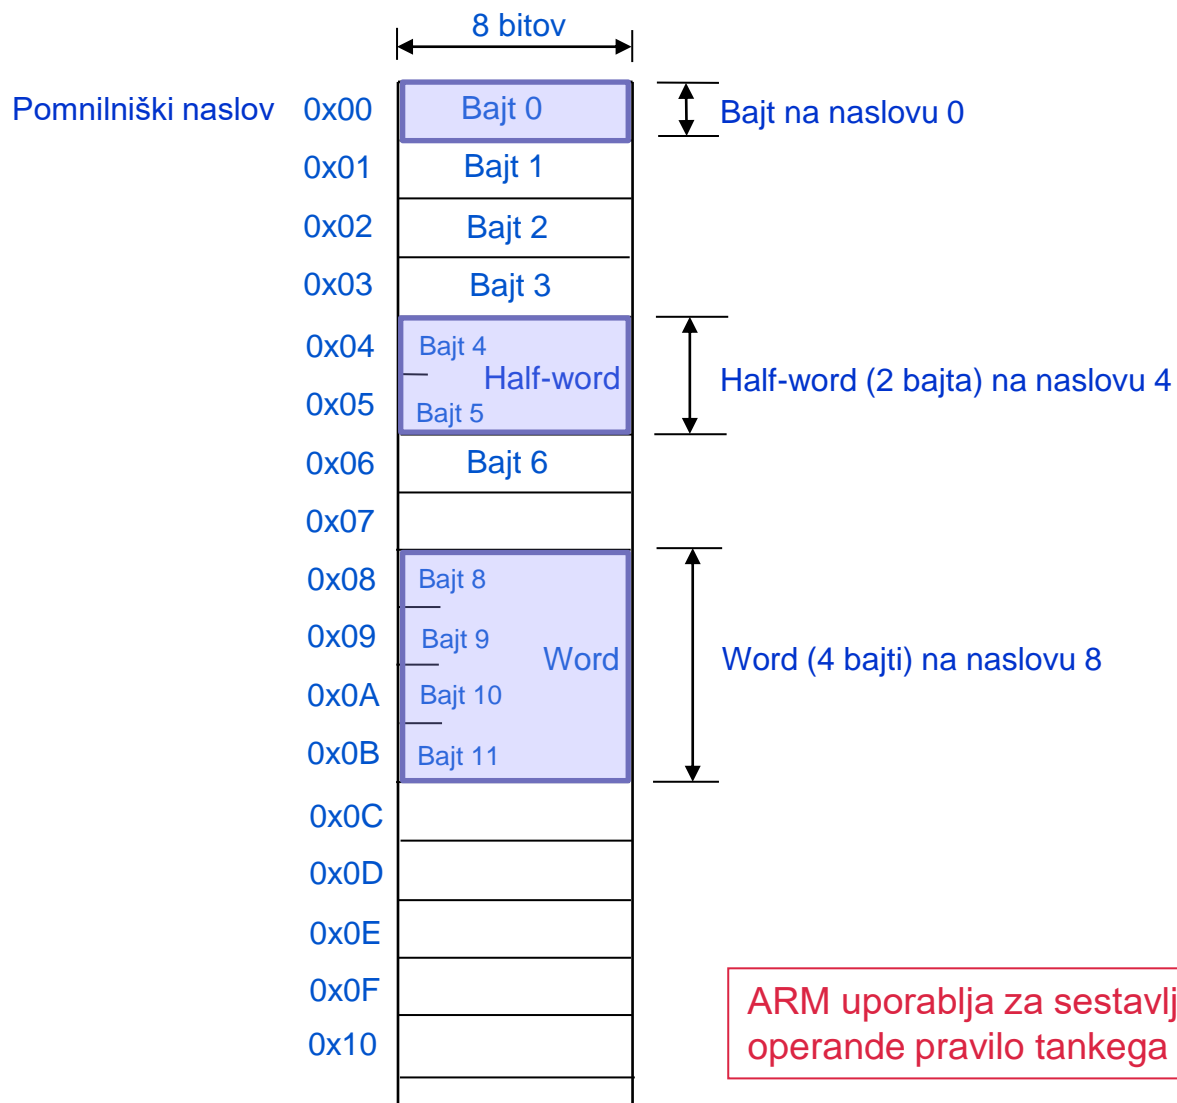 8 bitov
Pomnilniški naslov 0x00 Bajt 0 Bajt na naslovu 0
0x01 Bajt 1
0x02 Bajt 2
0x03 Bajt 3
0x04 Bajt 4
Half-word Half-word (2 bajta) na naslovu 4
0x05 Bajt 5
0x06 Bajt 6
0x07
0x08 Bajt 8
0x09 Bajt 9
Word Word (4 bajti) na naslovu 8
0x0A Bajt 10
0x0B Bajt 11
0x0C
0x0D
0x0E
0x0F
ARM uporablja za
0x10
operande pravilo tankega